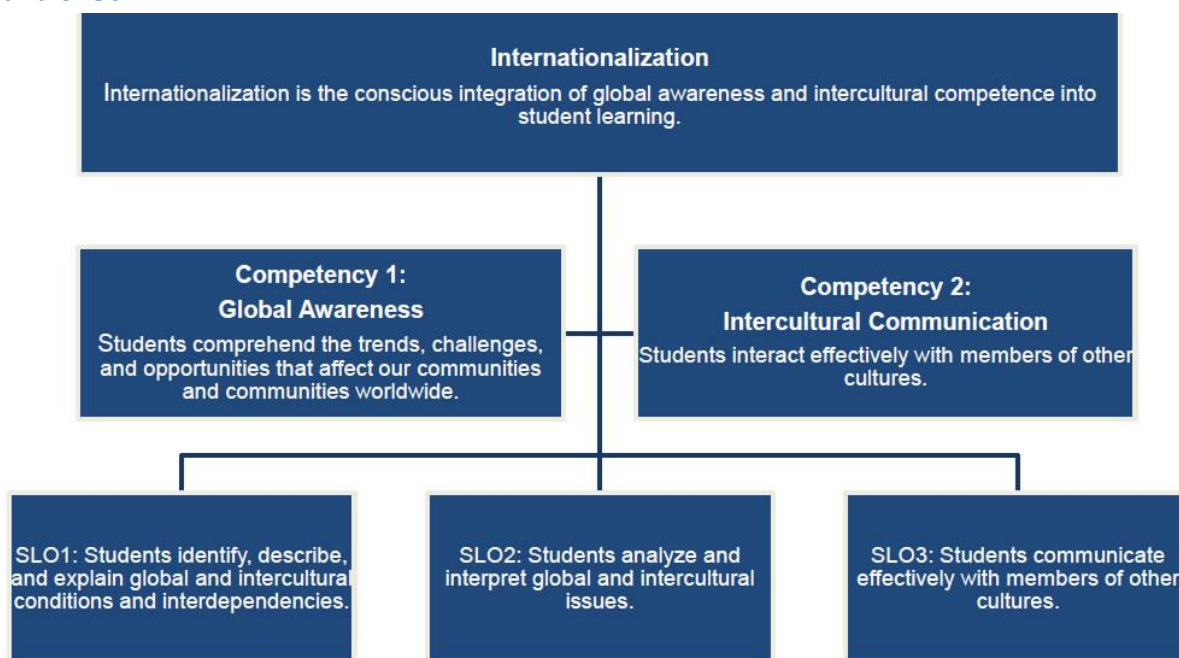 Internationalization
Internationalization is the conscious integration of global awareness and intercultural competence into
student learning.
Competency 1:
Global Awareness
Students comprehend the trends, challenges,
and opportunities that affect our communities
and communities worldwide.
Competency 2:
Intercultural Communication
Students interact effectively with members of other
cultures.
SLO1: Students identify, describe,
and explain global and intercultural
conditions and interdependencies.
SLO2: Students analyze and
interpret global and intercultural
issues.
SLO3: Students communicate
effectively with members of other
cultures.